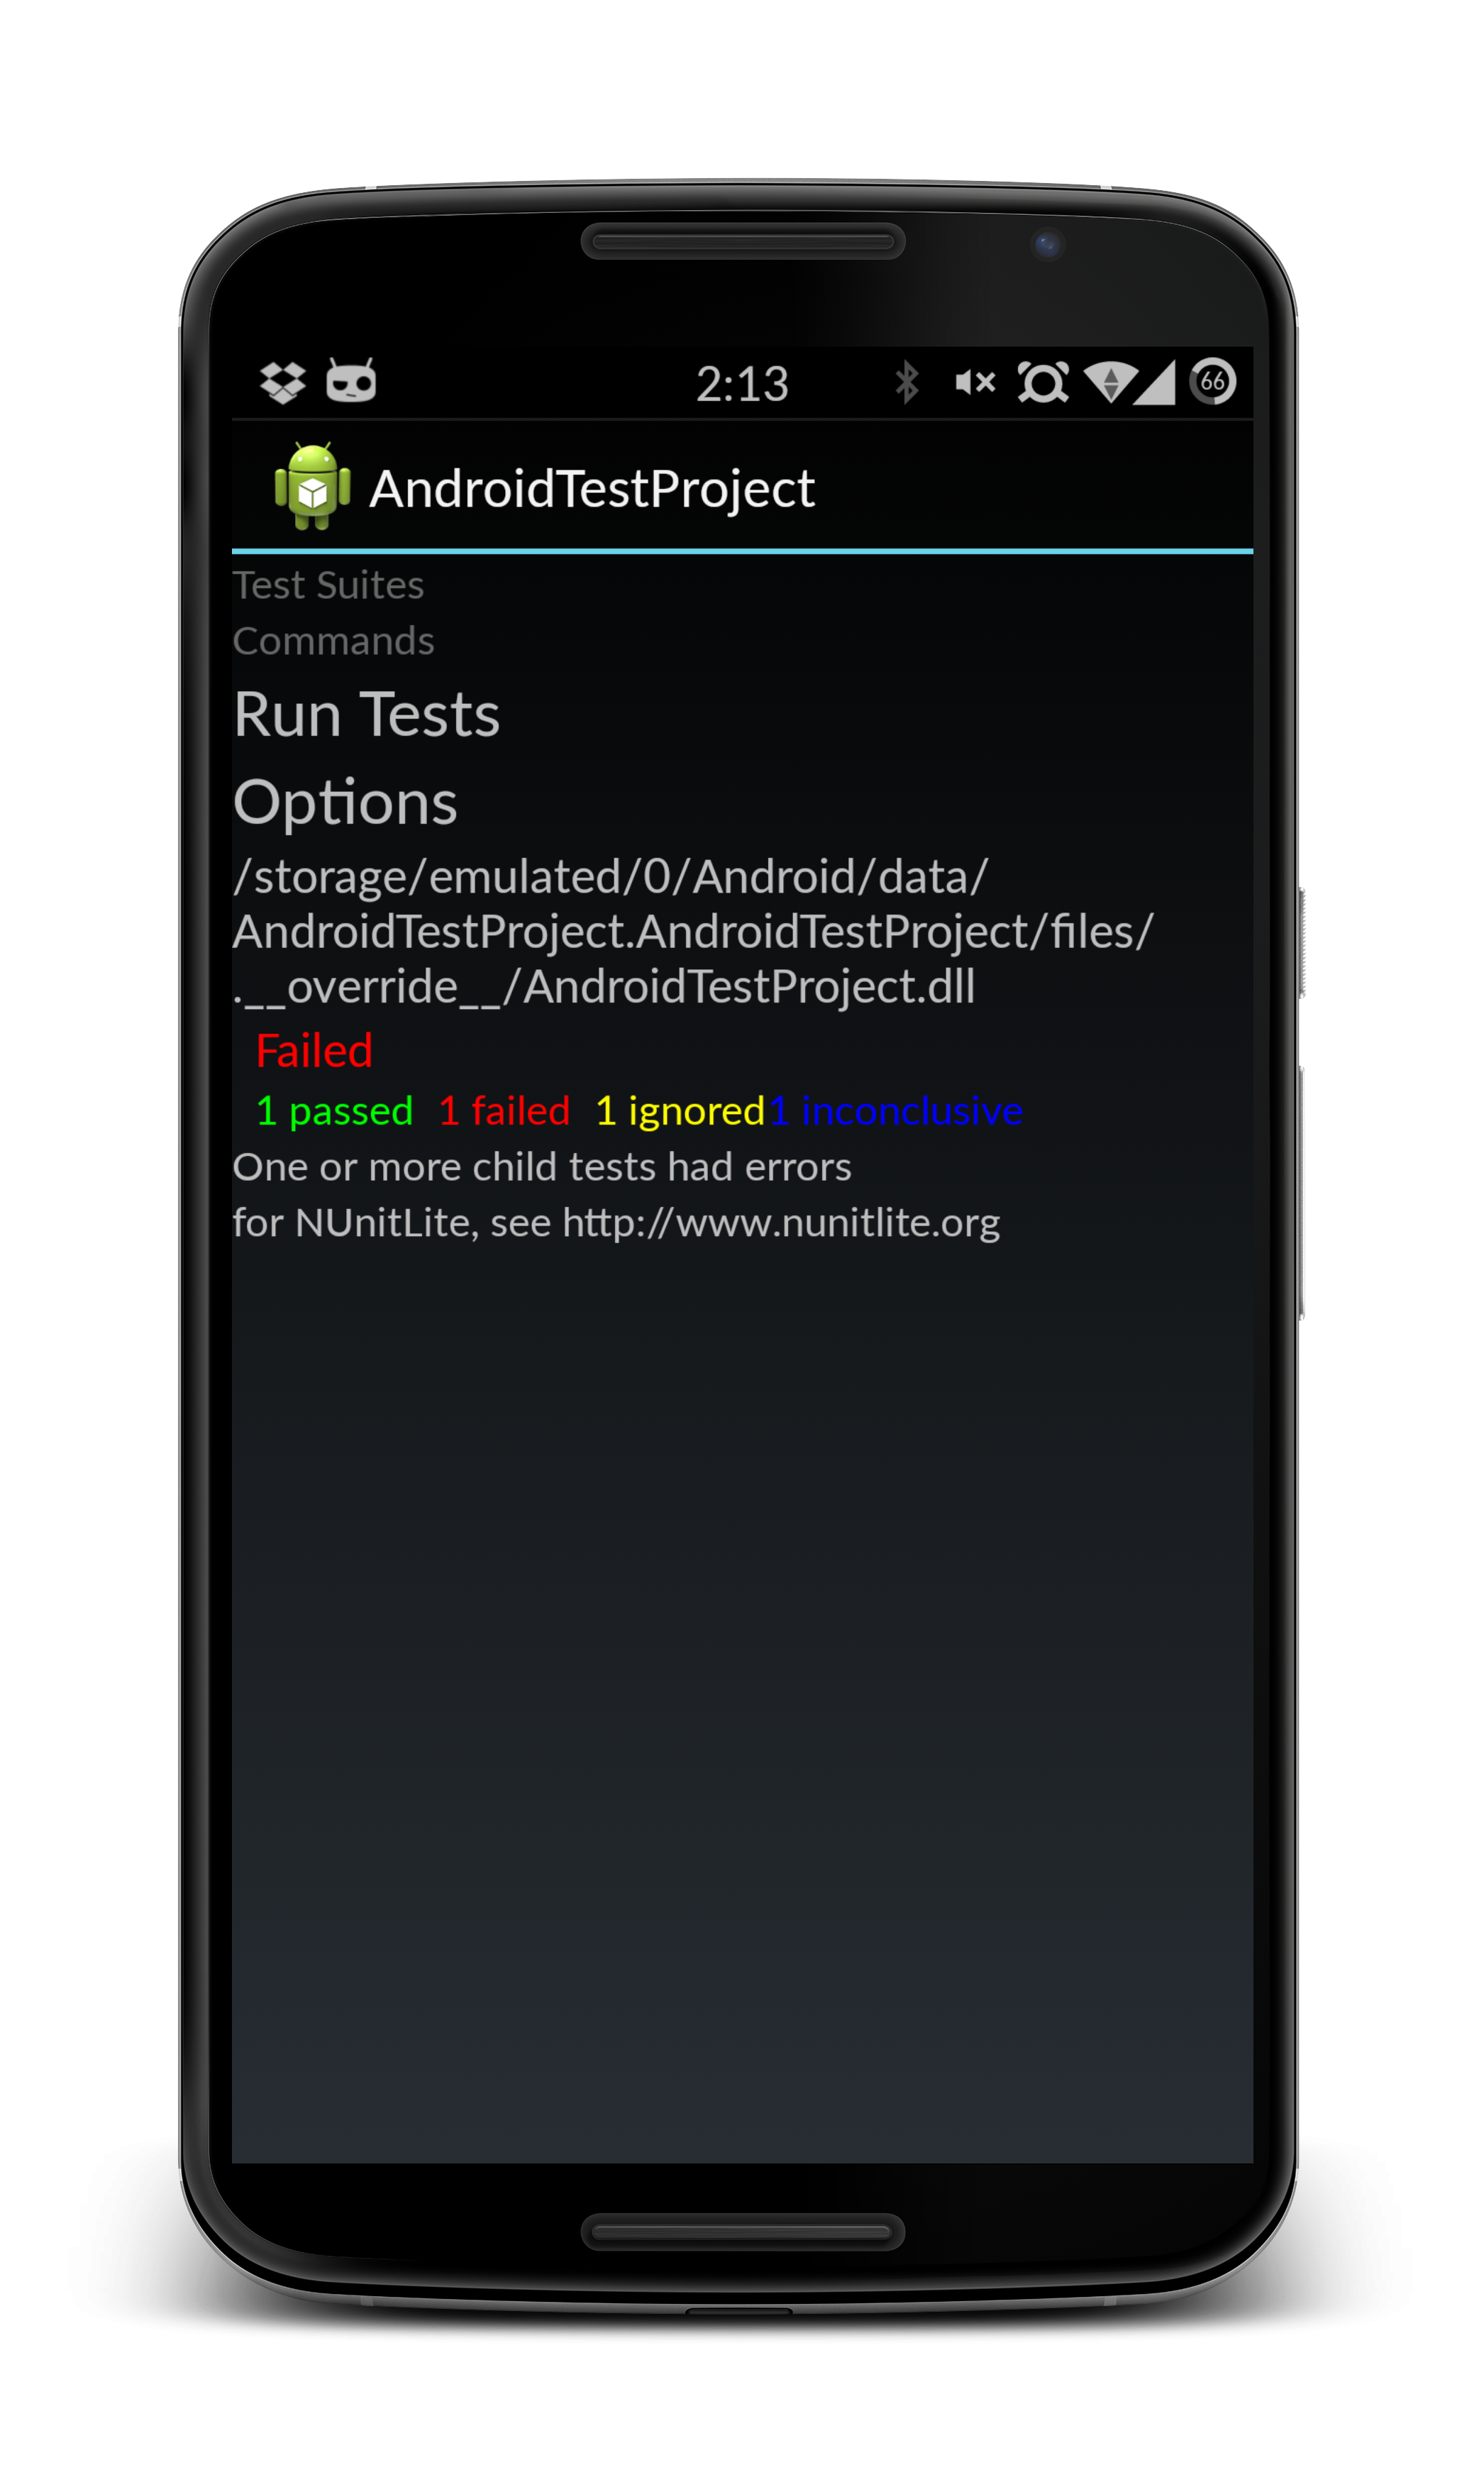 2:13
66
AndroidTestProject
Test Suites
Commands
Run Tests
Options
/storage/emulated/0/Android/data/
AndroidTestProject.AndroidTestProject/files/
.__override__/AndroidTestProject.dll
Failed
1 passed 1 failed 1 ignored 1 inconclusive
One or more child tests had errors
for NUnitLite, see http://www.nunitlite.org